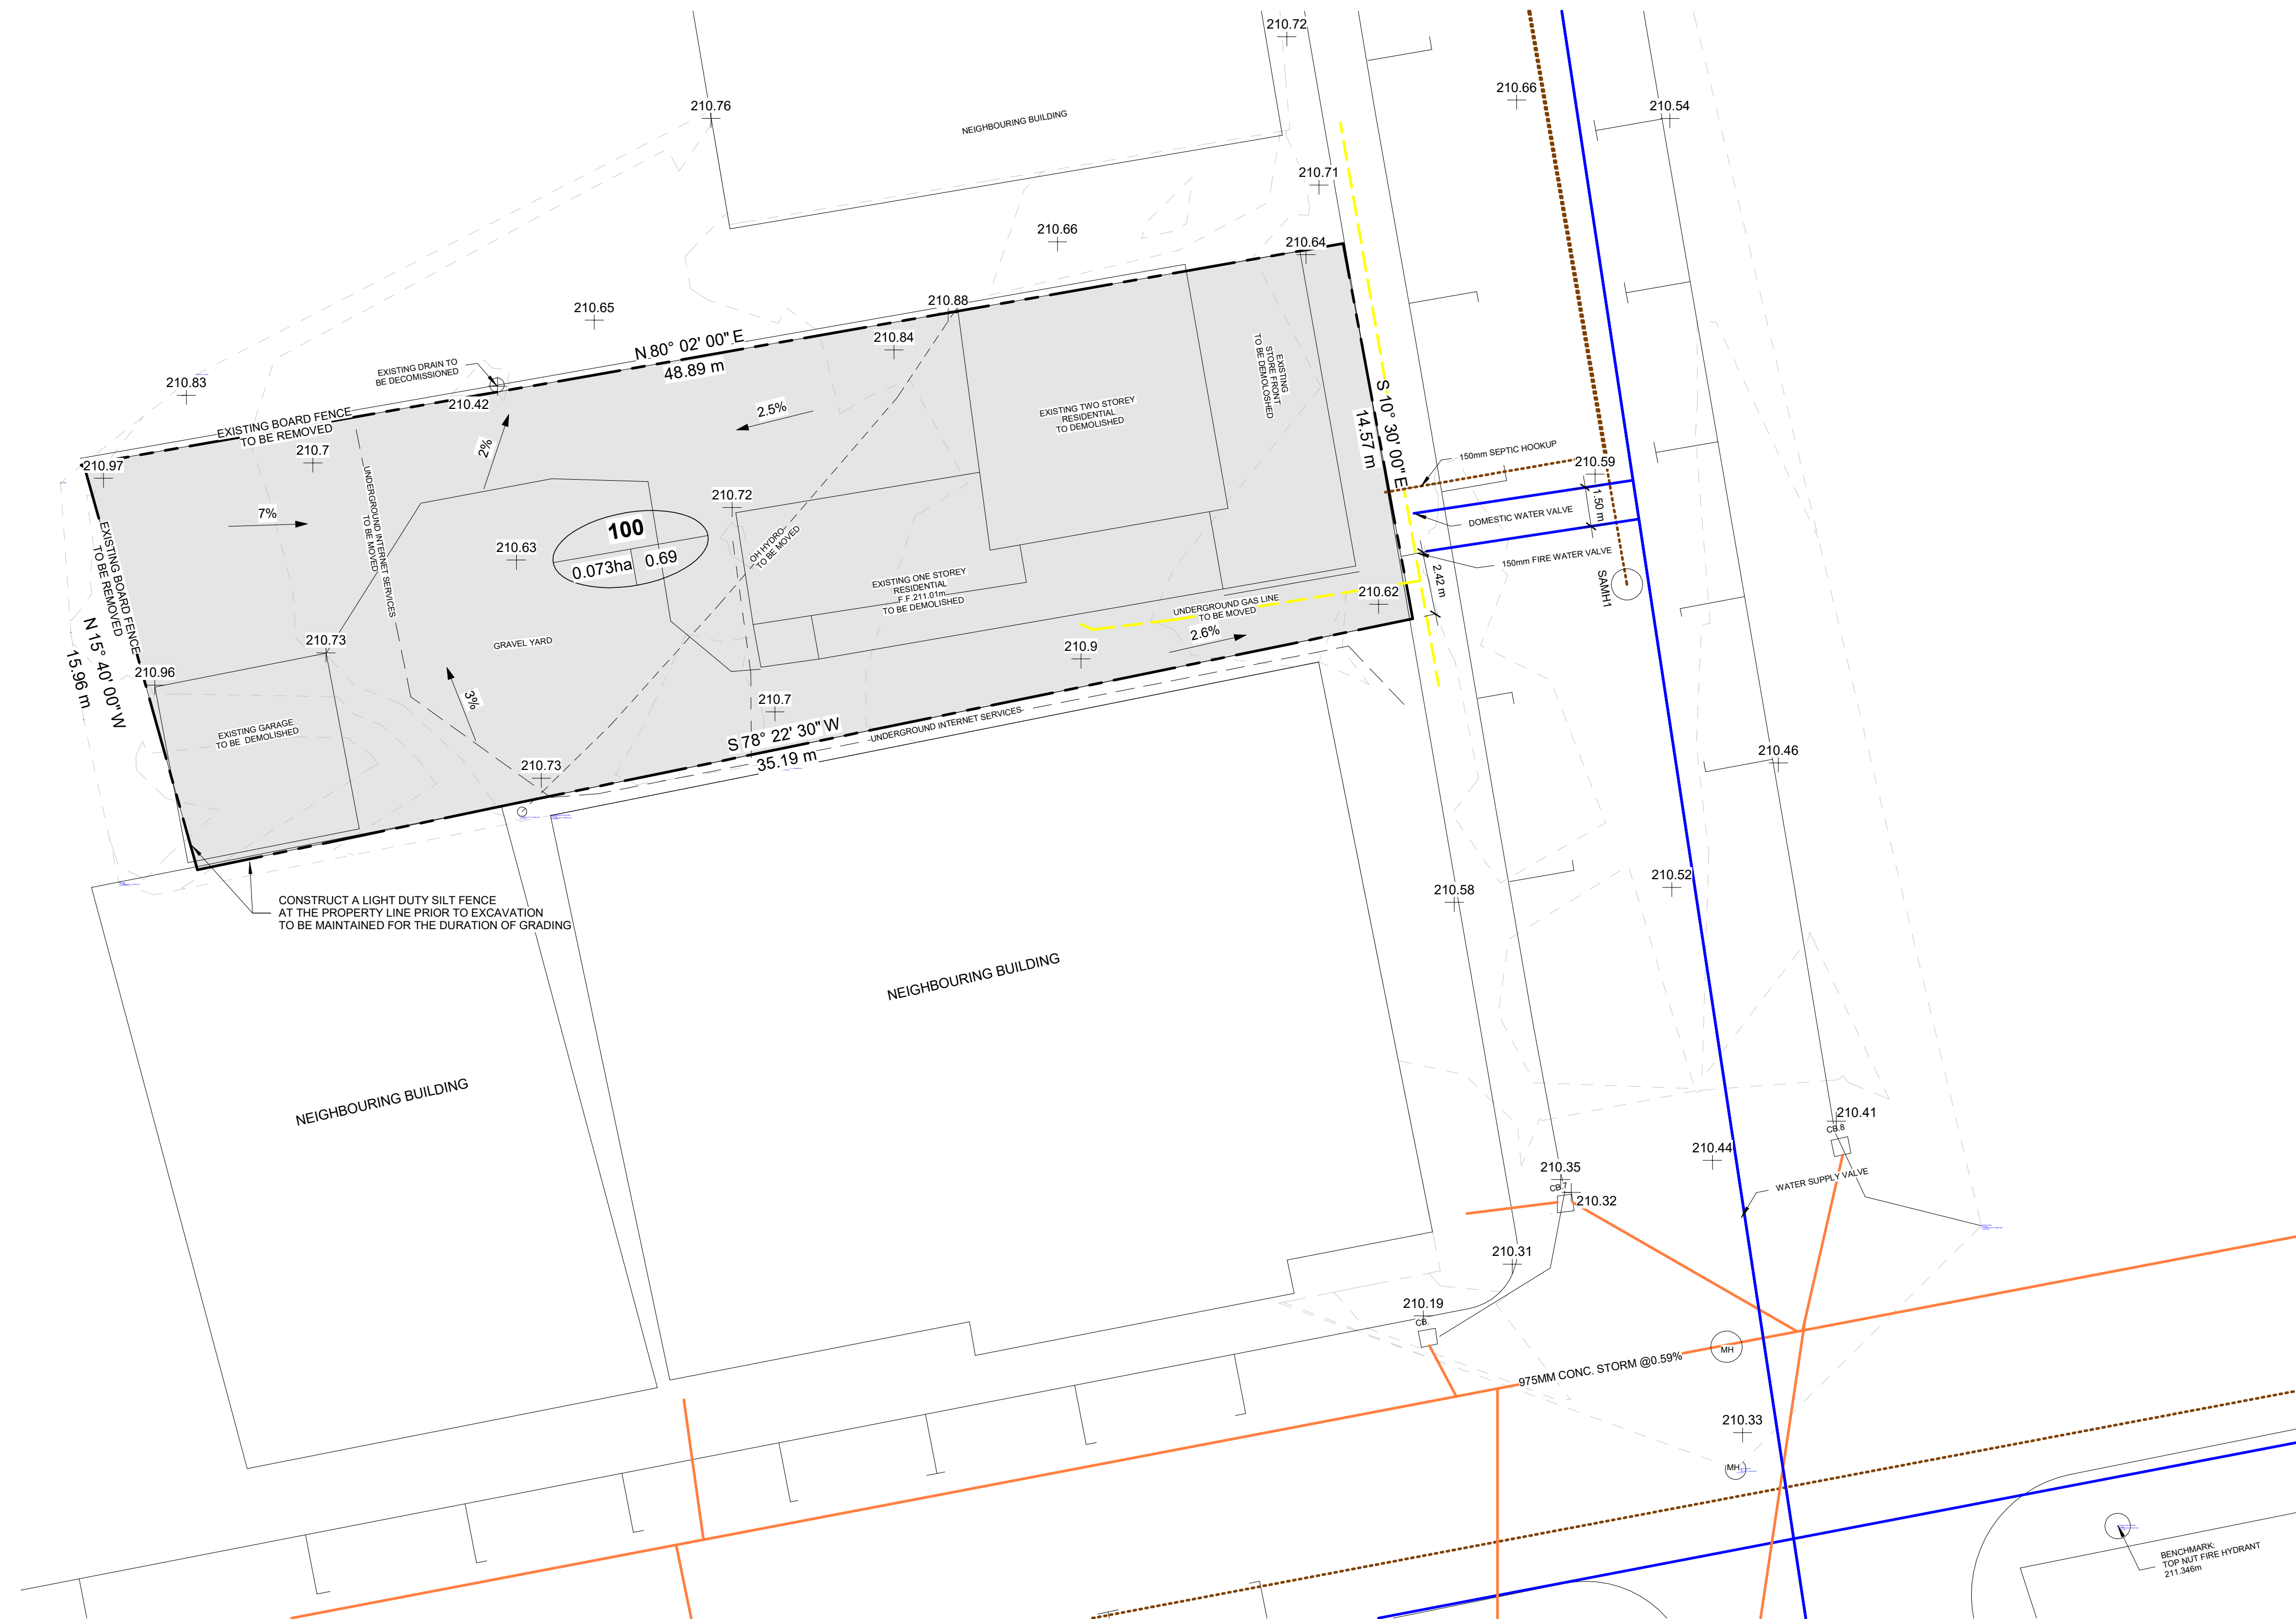 210.72
210.66
210.76
210.54
NEIGHBOURING BUILDING
210.71
210.66
210.64
210.88
210.65
N 80° 02' 00" E
48.89 m
210.84
EXISTING DRAIN TO
BE DECOMISSIONED
210.83
210.42
2.5%
EXISTING TWO STOREY
RESIDENTIAL
TO DEMOLISHED
EXISTING
STORE FRONT
TO BE DEMOLOSHED
S 10° 30' 00" E
14.57 m
EXISTING BOARD FENCE
TO BE REMOVED
2%
210.7
210.97
150mm SEPTIC HOOKUP
210.59
210.72
UNDERGROUND INTERNET SERVICES
TO BE MOVED
7%
100
0.073ha
0.69
1.50 m
DOMESTIC WATER VALVE
210.63
OH HYDRO
TO BE MOVED
150mm FIRE WATER VALVE
EXISTING BOARD FENCE
TO BE REMOVED
EXISTING ONE STOREY
RESIDENTIAL
F.F.211.01m
TO BE DEMOLISHED
2.42 m
SAMH1
210.62
UNDERGROUND GAS LINE
TO BE MOVED
2.6%
GRAVEL YARD
210.73
210.9
N 15° 40' 00" W
15.96 m
210.96
3%
210.7
EXISTING GARAGE
TO BE DEMOLISHED
S 78° 22' 30" W
35.19 m
UNDERGROUND INTERNET SERVICES
210.73
210.46
CONSTRUCT A LIGHT DUTY SILT FENCE
AT THE PROPERTY LINE PRIOR TO EXCAVATION
TO BE MAINTAINED FOR THE DURATION OF GRADING
210.58
210.52
NEIGHBOURING BUILDING
NEIGHBOURING BUILDING
210.41
CB.8
210.44
210.35
CB.7
210.32
WATER SUPPLY VALVE
210.31
210.19
CB.
MH
975MM CONC. STORM @0.59%
210.33
MH
BENCHMARK:
TOP NUT FIRE HYDRANT
211.346m